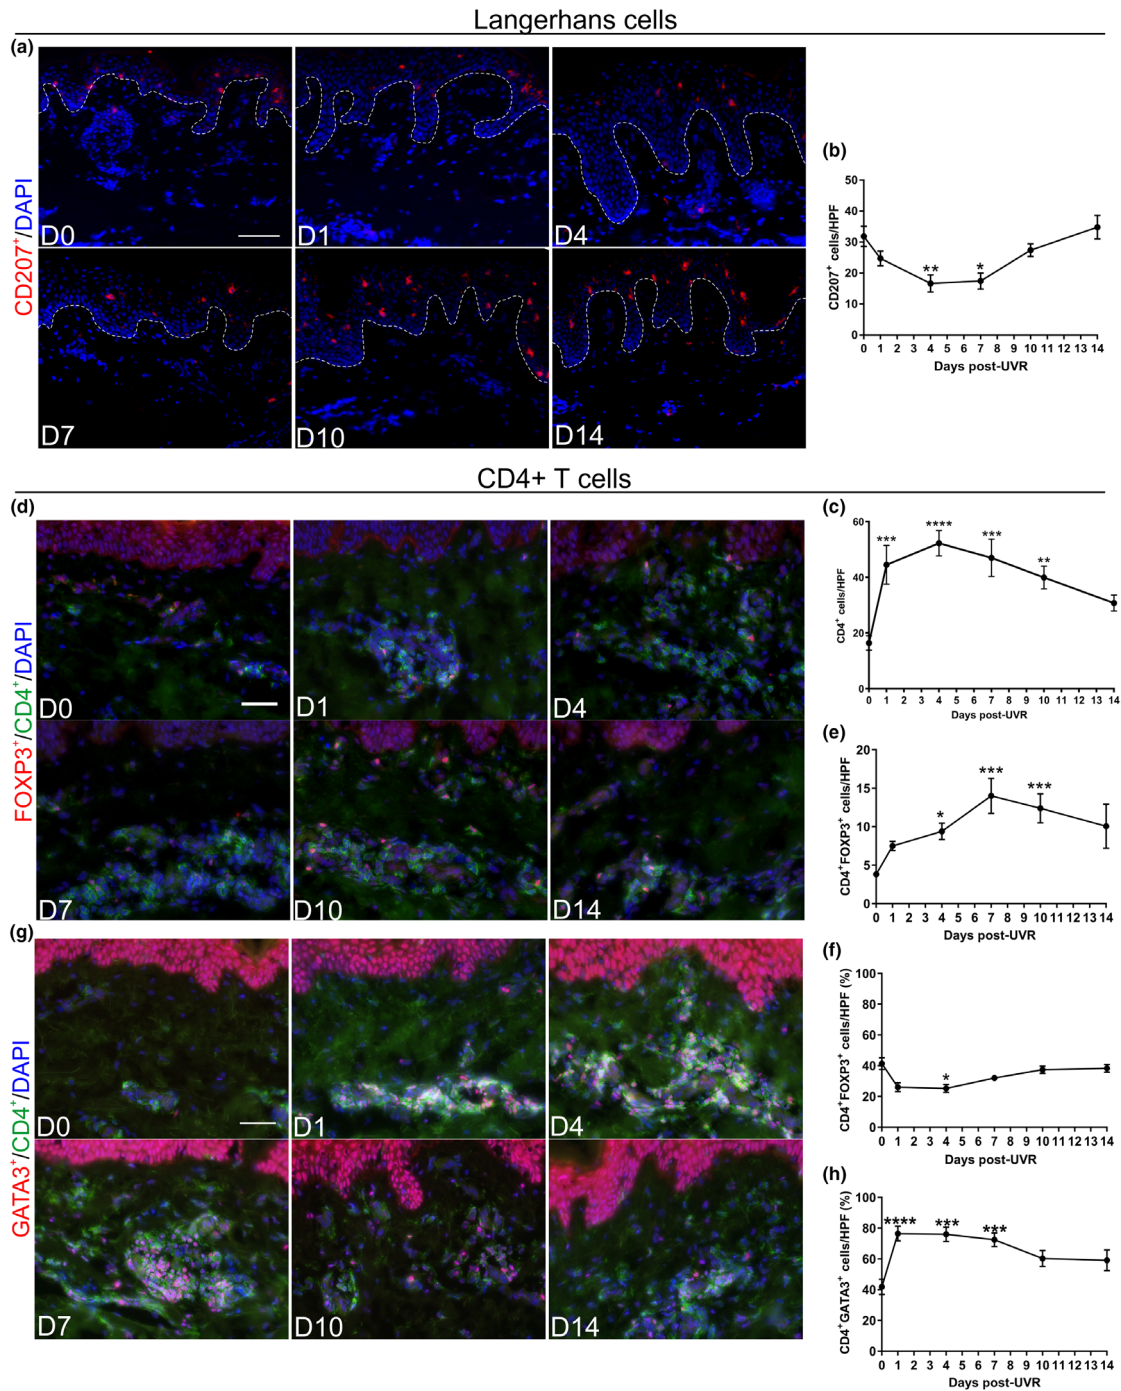 Langerhans cells
(a)
CD207⁺/DAPI
D0
D1
D4
D7
D10
D14
(b)
CD207⁺ cells/HPF
50
40
30
20
10
0
** *
0 1 2 3 4 5 6 7 8 9 10 11 12 13 14
Days post-UVR
CD4+ T cells
(d)
FOXP3⁺/CD4⁺/DAPI
D0
D1
D4
D7
D10
D14
(c)
CD4⁺ cells/HPF
60
40
20
0
*** **** *** **
0 1 2 3 4 5 6 7 8 9 10 11 12 13 14
Days post-UVR
(e)
CD4⁺FOXP3⁺ cells/HPF
20
15
10
5
0
* *** ***
0 1 2 3 4 5 6 7 8 9 10 11 12 13 14
Days post-UVR
(g)
GATA3⁺/CD4⁺/DAPI
D0
D1
D4
D7
D10
D14
(f)
CD4⁺FOXP3⁺ cells/HPF (%)
100
80
60
40
20
0
*
0 1 2 3 4 5 6 7 8 9 10 11 12 13 14
Days post-UVR
(h)
CD4⁺GATA3⁺ cells/HPF (%)
100
80
60
40
20
0
**** *** ***
0 1 2 3 4 5 6 7 8 9 10 11 12 13 14
Days post-UVR